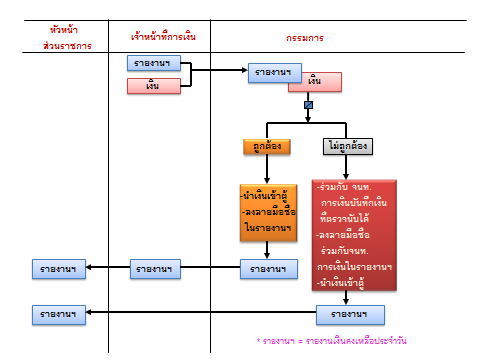 หัวหน้า
ส่วนราชการ
เจ้าหน้าที่การเงิน
กรรมการ
รายงานฯ
เงิน
รายงานฯ
เงิน
ถูกต้อง
ไม่ถูกต้อง
-นำเงินเข้าตู้
-ลงลายมือชื่อ
ในรายงานฯ
-ร่วมกับ จนท.
การเงินบันทึกเงิน
ที่ตรวจนับได้
-ลงลายมือชื่อ
ร่วมกับจนท.
การเงินในรายงานฯ
-นำเงินเข้าตู้
รายงานฯ
รายงานฯ
รายงานฯ
รายงานฯ
รายงานฯ
* รายงานฯ = รายงานเงินคงเหลือประจำวัน